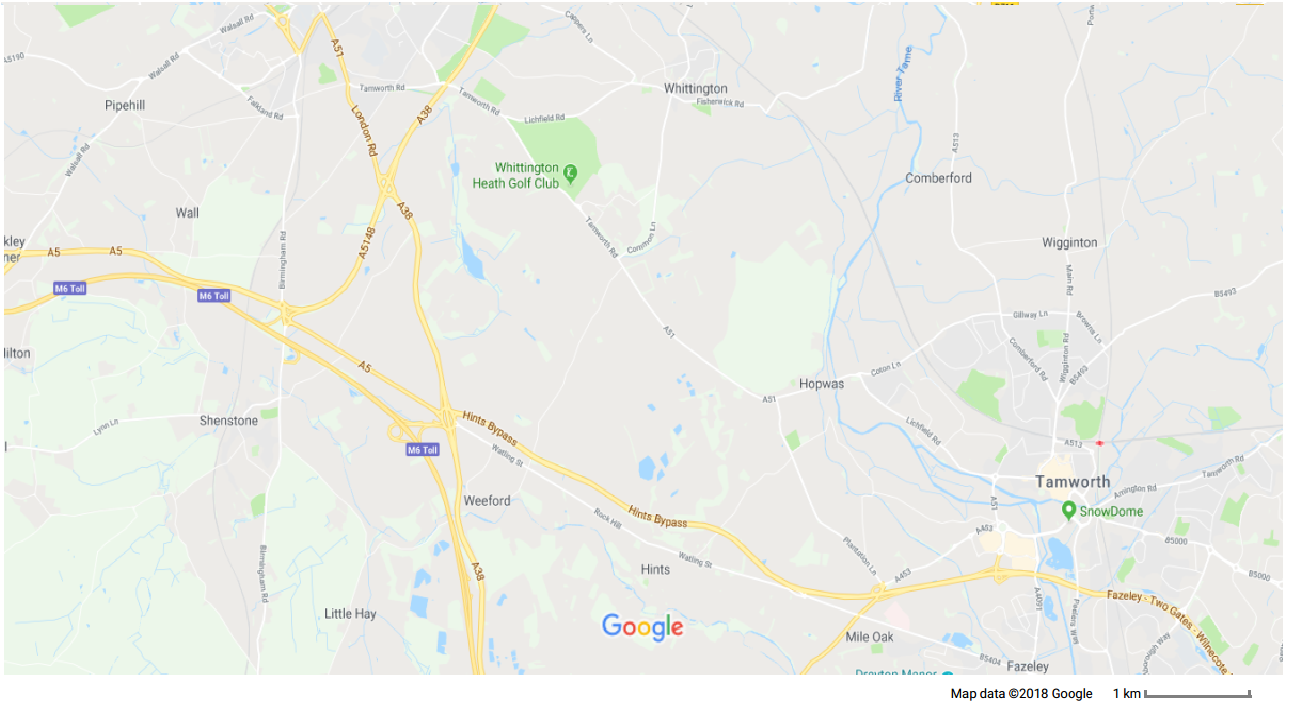 Walsall Rd
A51
Cappers Ln
A5190
Walsall Rd
River Tame
Tamworth Rd
Tamworth Rd
Whittington
Pipehill
Falkland Rd
Fisherwick Rd
London Rd
A38
Lichfield Rd
A513
Walsall Rd
Whittington
Heath Golf Club
Comberford
A38
Wall
Tamworth Rd
Common Ln
A5148
Birmingham Rd
Wigginton
A5
A5
Main Rd
M6 Toll
M6 Toll
B5493
Gillway Ln
Browns Ln
A51
Comberford Rd
Wigginton Rd
B5493
A5
Coton Ln
Hopwas
A51
Shenstone
Lynn Ln
Hints Bypass
Lichfield Rd
A513
M6 Toll
Watling St
Tamworth Rd
Tamworth
Amington Rd
Weeford
A51
SnowDome
Rock Hill
Hints Bypass
A453
B5000
Plantation Ln
Watling St
Hints
A453
B5000
Birmingham Rd
A38
A4091
Fazeley - Two Gates - Wilnecote
Little Hay
Google
Mile Oak
B5404
Fazeley
Drayton Manor
Map data ©2018 Google
1 km